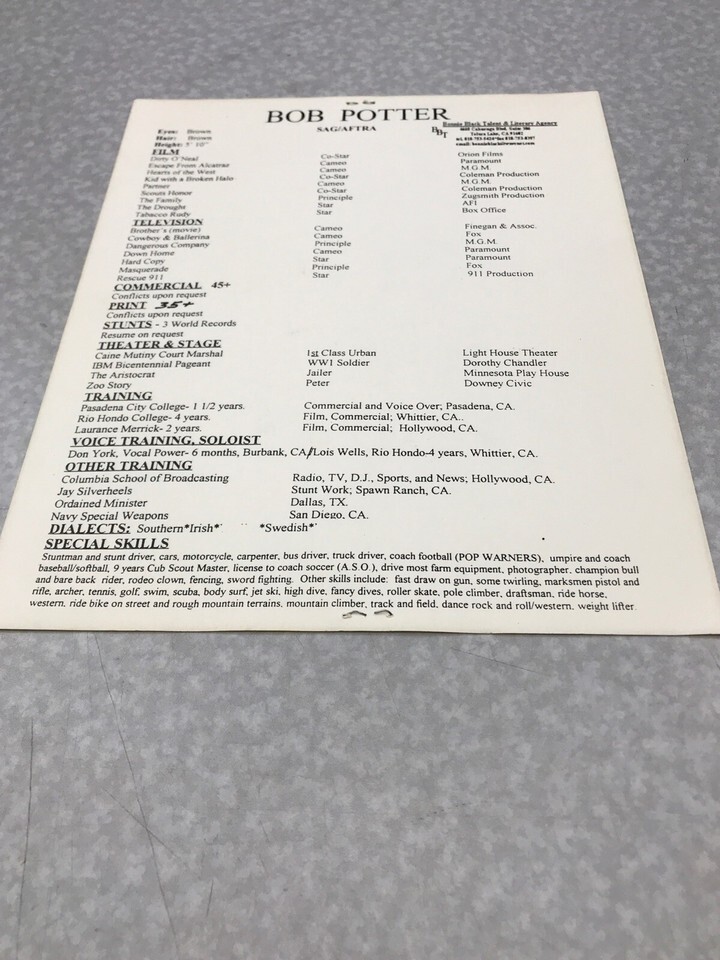 BOB POTTER
SAG/AFTRA
Bonnie Black Talent & Literary Agency
Eyes: Brown
Hair: Brown
Height: 5' 10"
FILM
Dirty O'Neal Co-Star Orion Films
Escape From Alcatraz Cameo Paramount
Hearts of the West Cameo M.G.M.
Kid with a Broken Halo Co-Star Coleman Production
Partner Cameo M.G.M.
Scouts Honor Co-Star Coleman Production
The Family Principle Zugsmith Production
The Drought Star AFI
Tabacco Rudy Star Box Office
TELEVISION
Brother's (movie) Cameo Finegan & Assoc.
Cowboy & Ballerina Cameo Fox
Dangerous Company Principle M.G.M.
Down Home Cameo Paramount
Hard Copy Star Paramount
Masquerade Principle Fox
Rescue 911 Star 911 Production
COMMERCIAL 45+
Conflicts upon request
PRINT 35+
Conflicts upon request
STUNTS - 3 World Records
Resume on request
THEATER & STAGE
Caine Mutiny Court Marshal 1st Class Urban Light House Theater
IBM Bicentennial Pageant WW1 Soldier Dorothy Chandler
The Aristocrat Jailer Minnesota Play House
Zoo Story Peter Downey Civic
TRAINING
Pasadena City College- 1 1/2 years. Commercial and Voice Over; Pasadena, CA.
Rio Hondo College- 4 years. Film, Commercial; Whittier, CA..
Laurance Merrick- 2 years. Film, Commercial; Hollywood, CA.
VOICE TRAINING, SOLOIST
Don York, Vocal Power- 6 months, Burbank, CA/Lois Wells, Rio Hondo-4 years, Whittier, CA.
OTHER TRAINING
Columbia School of Broadcasting Radio, TV, D.J., Sports, and News; Hollywood, CA.
Jay Silverheels Stunt Work; Spawn Ranch, CA.
Ordained Minister Dallas, TX.
Navy Special Weapons San Diego, CA.
DIALECTS: Southern*Irish* *Swedish*
SPECIAL SKILLS
Stuntman and stunt driver, cars, motorcycle, carpenter, bus driver, truck driver, coach football (POP WARNERS), umpire and coach
baseball/softball, 9 years Cub Scout Master, license to coach soccer (A.S.O.), drive most farm equipment, photographer, champion bull
and bare back rider, rodeo clown, fencing, sword fighting. Other skills include: fast draw on gun, some twirling, marksmen pistol and
rifle, archer, tennis, golf, swim, scuba, body surf, jet ski, high dive, fancy dives, roller skate, pole climber, draftsman, ride horse,
western, ride bike on street and rough mountain terrains, mountain climber, track and field, dance rock and roll/western, weight lifter.